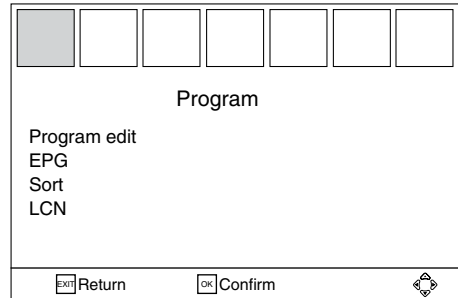 Program
Program edit
EPG
Sort
LCN
EXIT Return OK Confirm